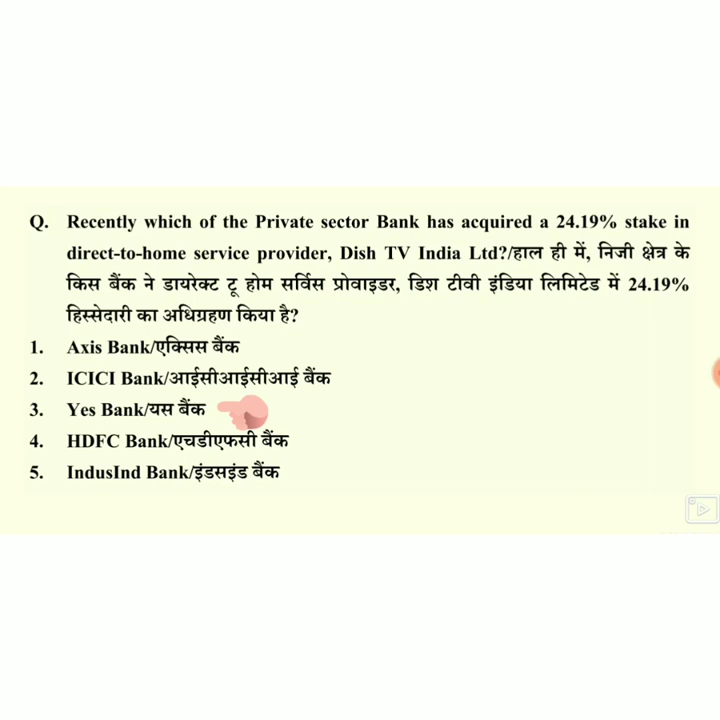 Q. Recently which of the Private sector Bank has acquired a 24.19% stake in
direct-to-home service provider, Dish TV India Ltd?/हाल ही में, निजी क्षेत्र के
किस बैंक ने डायरेक्ट टू होम सर्विस प्रोवाइडर, डिश टीवी इंडिया लिमिटेड में 24.19%
हिस्सेदारी का अधिग्रहण किया है?
1. Axis Bank/एक्सिस बैंक
2. ICICI Bank/आईसीआईसीआई बैंक
3. Yes Bank/यस बैंक
4. HDFC Bank/एचडीएफसी बैंक
5. IndusInd Bank/इंडसइंड बैंक